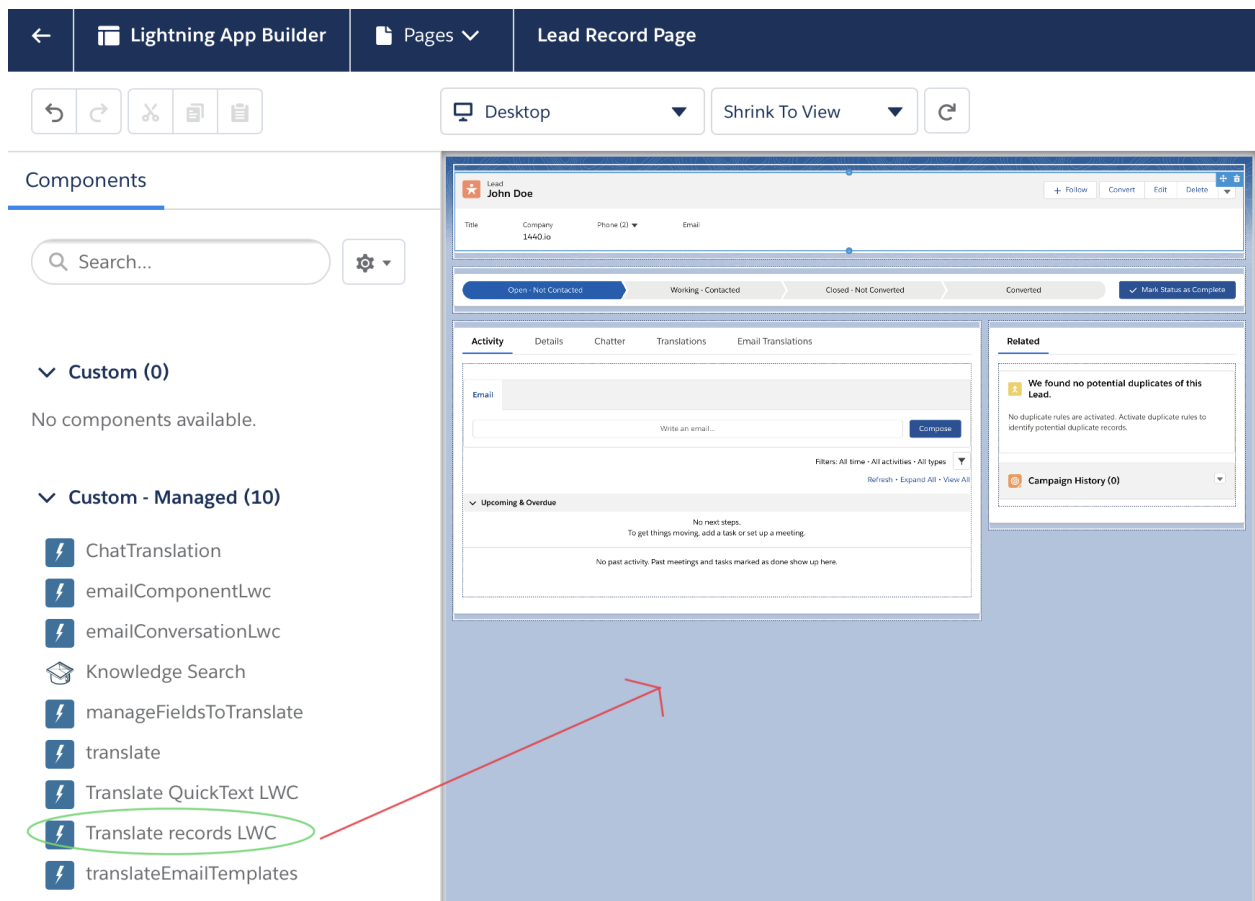 Lightning App Builder
Pages
Lead Record Page
Desktop
Shrink To View
Components
Search...
Custom (0)
No components available.
Custom - Managed (10)
ChatTranslation
emailComponentLwc
emailConversationLwc
Knowledge Search
manageFieldsToTranslate
translate
Translate QuickText LWC
Translate records LWC
translateEmailTemplates
Lead
John Doe
+ Follow
Convert
Edit
Delete
Title
Company
Phone (2)
Email
1440.io
Open - Not Contacted
Working - Contacted
Closed - Not Converted
Converted
Mark Status as Complete
Activity
Details
Chatter
Translations
Email Translations
Email
Write an email...
Compose
Filters: All time • All activities • All types
Refresh • Expand All • View All
Upcoming & Overdue
No next steps.
To get things moving, add a task or set up a meeting.
No past activity. Past meetings and tasks marked as done show up here.
Related
We found no potential duplicates of this
Lead.
No duplicate rules are activated. Activate duplicate rules to
identify potential duplicate records.
Campaign History (0)